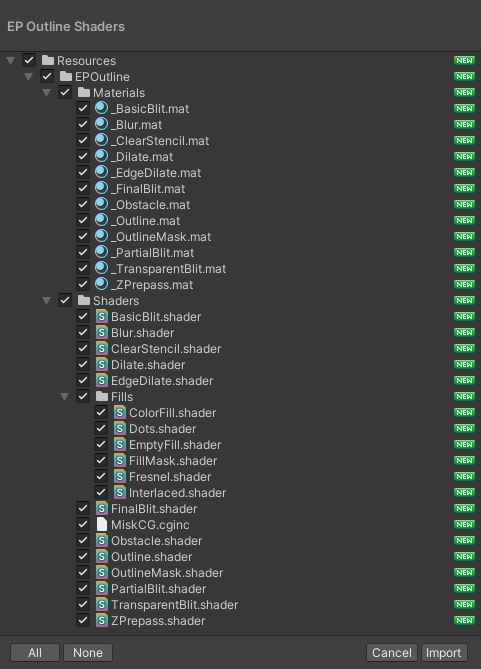 EP Outline Shaders
Resources NEW
EPOutline NEW
Materials NEW
_BasicBlit.mat NEW
_Blur.mat NEW
_ClearStencil.mat NEW
_Dilate.mat NEW
_EdgeDilate.mat NEW
_FinalBlit.mat NEW
_Obstacle.mat NEW
_Outline.mat NEW
_OutlineMask.mat NEW
_PartialBlit.mat NEW
_TransparentBlit.mat NEW
_ZPrepass.mat NEW
Shaders NEW
BasicBlit.shader NEW
Blur.shader NEW
ClearStencil.shader NEW
Dilate.shader NEW
EdgeDilate.shader NEW
Fills NEW
ColorFill.shader NEW
Dots.shader NEW
EmptyFill.shader NEW
FillMask.shader NEW
Fresnel.shader NEW
Interlaced.shader NEW
FinalBlit.shader NEW
MiskCG.cginc NEW
Obstacle.shader NEW
Outline.shader NEW
OutlineMask.shader NEW
PartialBlit.shader NEW
TransparentBlit.shader NEW
ZPrepass.shader NEW
All None Cancel Import